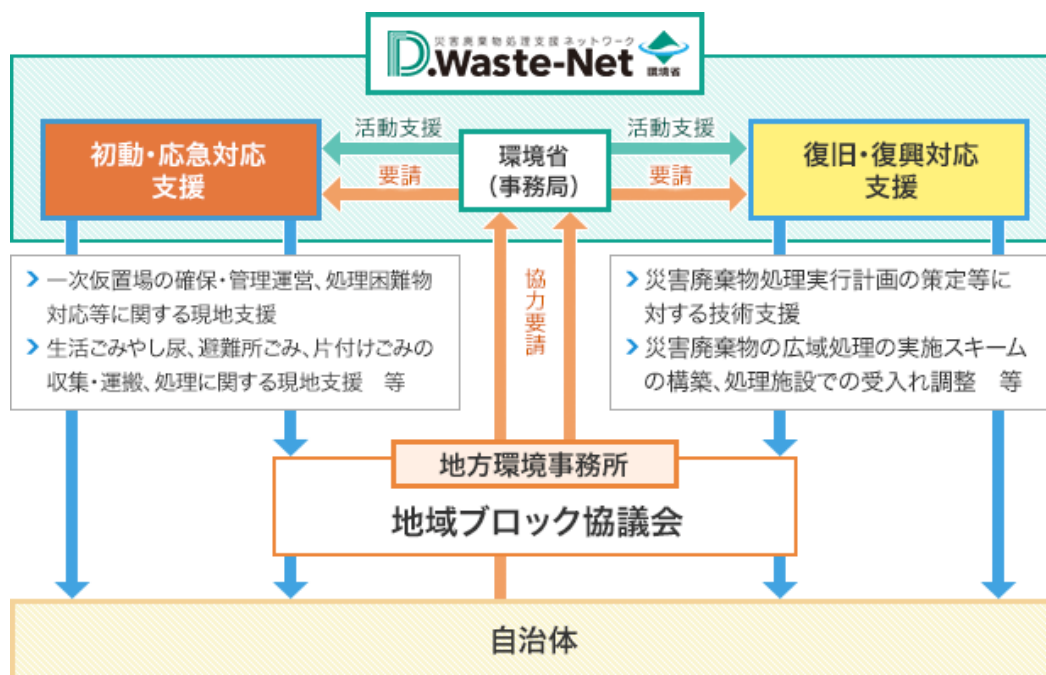 災害廃棄物処理支援ネットワーク
D.Waste-Net
環境省
初動・応急対応
支援
活動支援
要請
環境省
(事務局)
活動支援
要請
復旧・復興対応
支援
一次仮置場の確保・管理運営、処理困難物
対応等に関する現地支援
生活ごみやし尿、避難所ごみ、片付けごみの
収集・運搬、処理に関する現地支援　等
協力要請
災害廃棄物処理実行計画の策定等に
対する技術支援
災害廃棄物の広域処理の実施スキーム
の構築、処理施設での受入れ調整　等
地方環境事務所
地域ブロック協議会
自治体